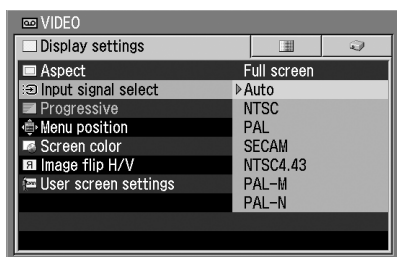 VIDEO
Display settings
Aspect Full screen
Input signal select Auto
Progressive NTSC
Menu position PAL
Screen color SECAM
Image flip H/V NTSC4.43
User screen settings PAL-M
PAL-N